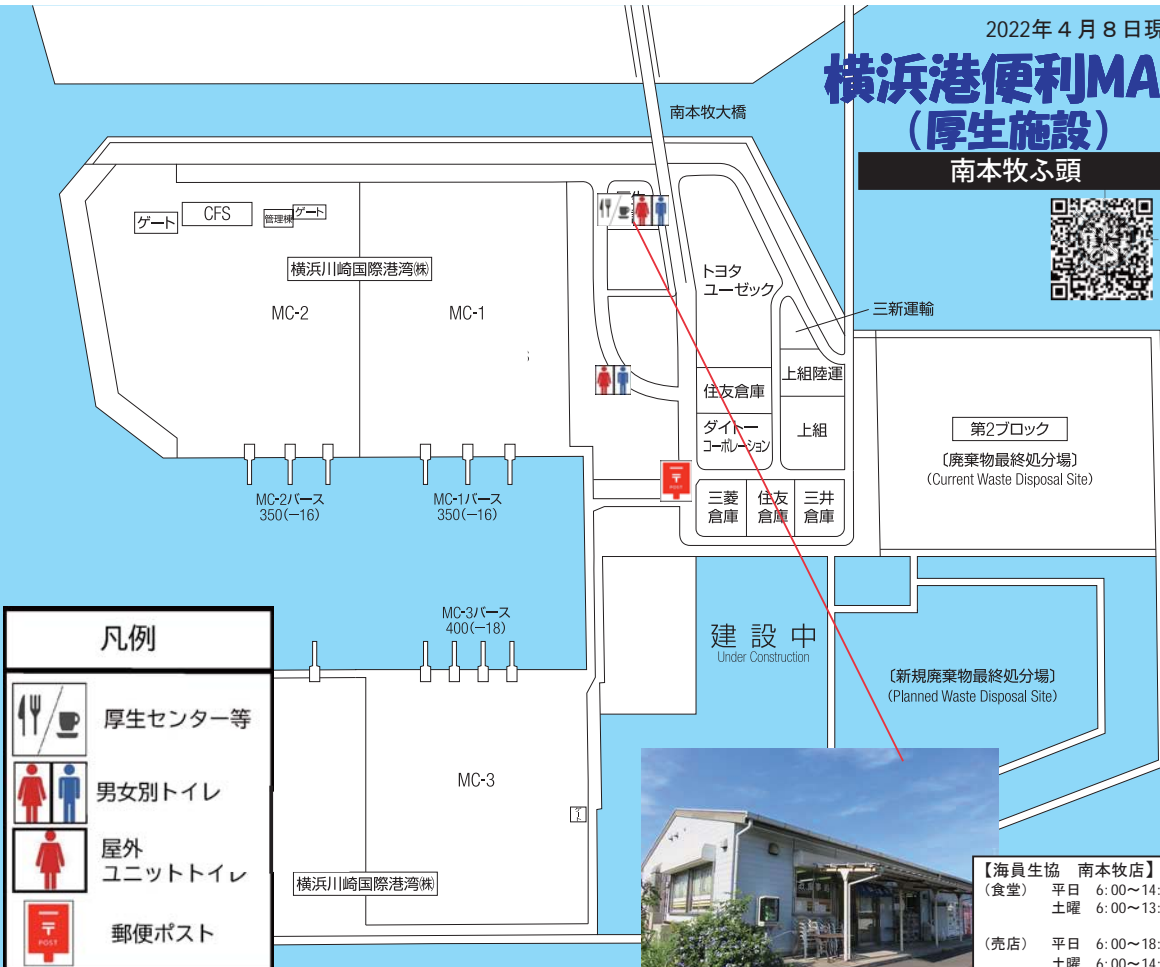 2022年４月８日現
横浜港便利MA
（厚生施設）
南本牧ふ頭
南本牧大橋
ゲート
CFS
管理棟
ゲート
横浜川崎国際港湾㈱
MC-2
MC-1
トヨタ
ユーゼック
三新運輸
住友倉庫
上組陸運
ダイトー
コーポレーション
上組
第2ブロック
〔廃棄物最終処分場〕
(Current Waste Disposal Site)
POST
三菱
倉庫
住友
倉庫
三井
倉庫
MC-2バース
350(−16)
MC-1バース
350(−16)
MC-3バース
400(−18)
建設中
Under Construction
〔新規廃棄物最終処分場〕
(Planned Waste Disposal Site)
MC-3
横浜川崎国際港湾㈱
凡例
厚生センター等
男女別トイレ
屋外
ユニットトイレ
POST
郵便ポスト
【海員生協　南本牧店】
（食堂）　平日　6:00～14:
土曜　6:00～13:
（売店）　平日　6:00～18:
土曜　6:00～14: